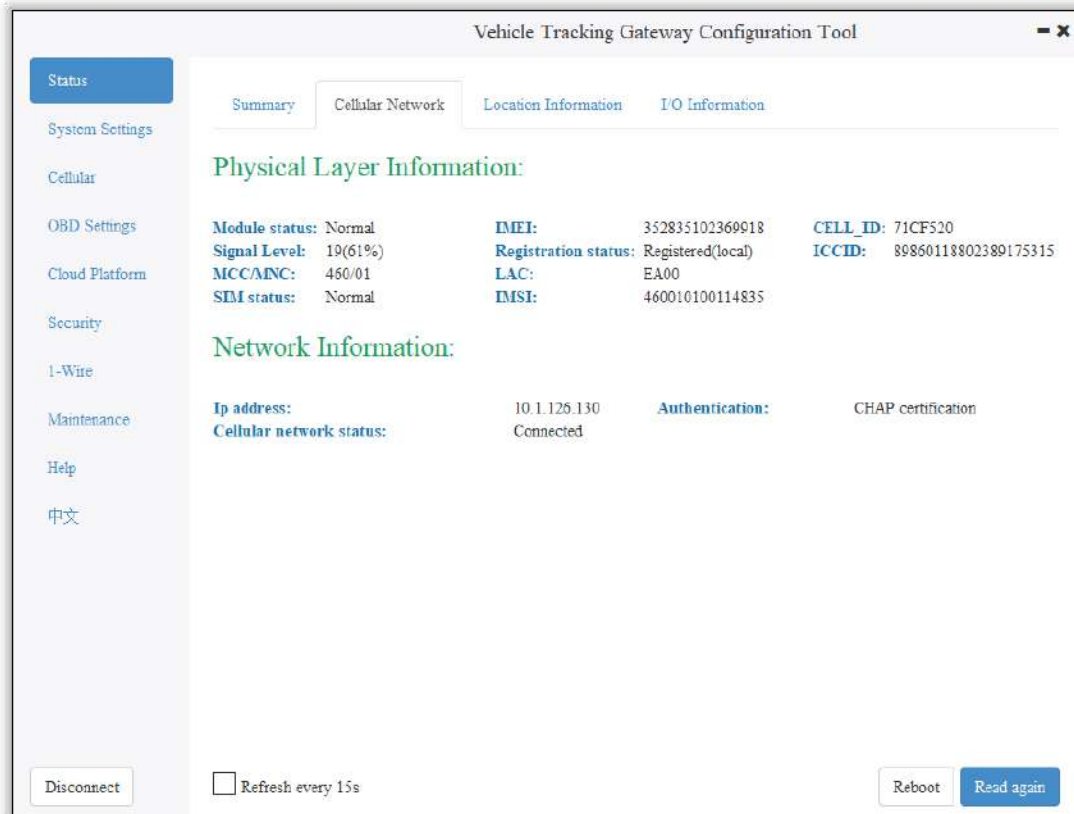 Vehicle Tracking Gateway Configuration Tool
Status
System Settings
Cellular
OBD Settings
Cloud Platform
Security
1-Wire
Maintenance
Help
中文
Disconnect
Summary Cellular Network Location Information I/O Information
Physical Layer Information:
Module status: Normal IMEI: 352835102369918 CELL_ID: 71CF520
Signal Level: 19(61%) Registration status: Registered(local) ICCID: 89860118802389175315
MCC/MNC: 460/01 LAC: EA00
SIM status: Normal IMSI: 460010100114835
Network Information:
Ip address: 10.1.126.130 Authentication: CHAP certification
Cellular network status: Connected
Refresh every 15s
Reboot Read again